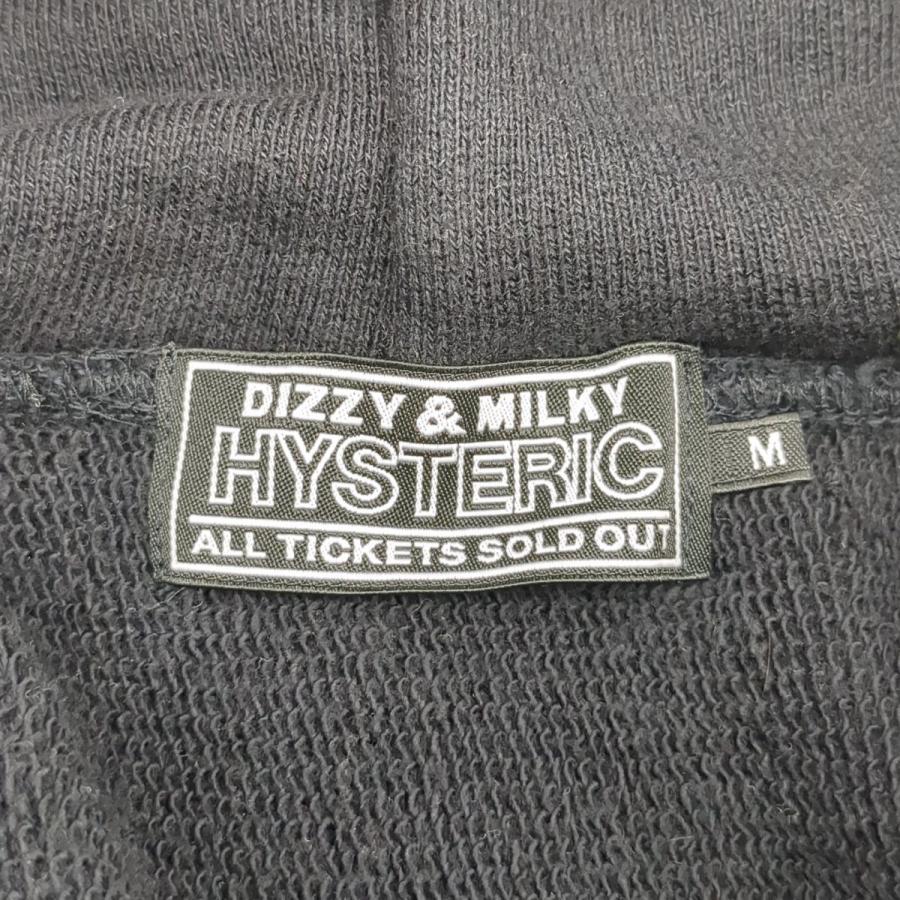 DIZZY & MILKY
HYSTERIC
ALL TICKETS SOLD OUT
M